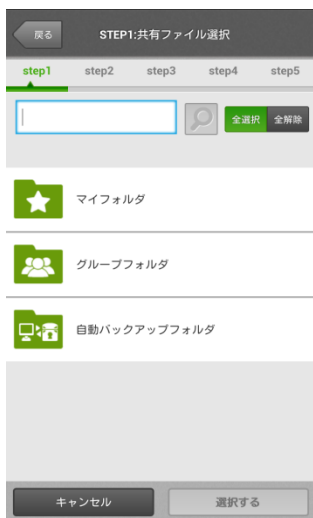 戻る
STEP1:共有ファイル選択
step1 step2 step3 step4 step5
全選択 全解除
マイフォルダ
グループフォルダ
自動バックアップフォルダ
キャンセル 選択する